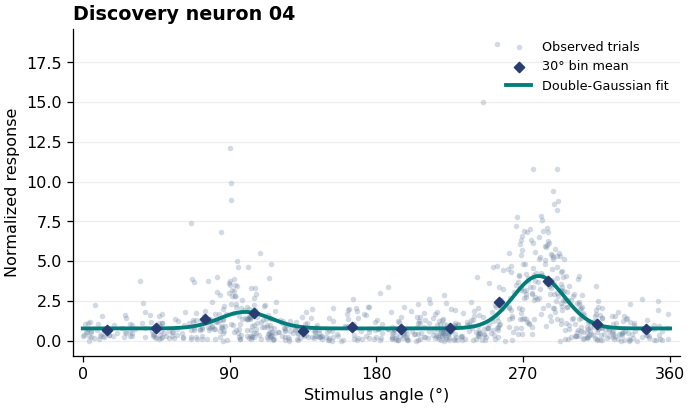 Discovery neuron 04
Normalized response
17.5
15.0
12.5
10.0
7.5
5.0
2.5
0.0
Observed trials
30° bin mean
Double-Gaussian fit
0 90 180 270 360
Stimulus angle (°)